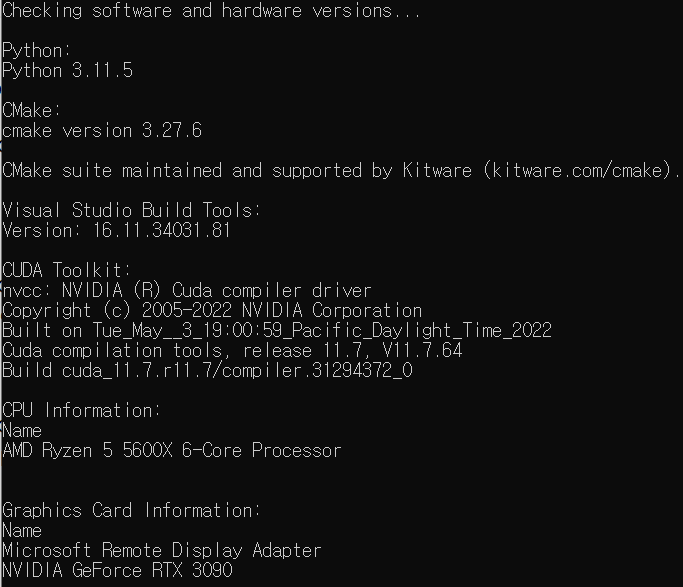 Checking software and hardware versions...
Python:
Python 3.11.5
CMake:
cmake version 3.27.6
CMake suite maintained and supported by Kitware (kitware.com/cmake).
Visual Studio Build Tools:
Version: 16.11.34031.81
CUDA Toolkit:
nvcc: NVIDIA (R) Cuda compiler driver
Copyright (c) 2005-2022 NVIDIA Corporation
Built on Tue_May__3_19:00:59_Pacific_Daylight_Time_2022
Cuda compilation tools, release 11.7, V11.7.64
Build cuda_11.7.r11.7/compiler.31294372_0
CPU Information:
Name
AMD Ryzen 5 5600X 6-Core Processor
Graphics Card Information:
Name
Microsoft Remote Display Adapter
NVIDIA GeForce RTX 3090